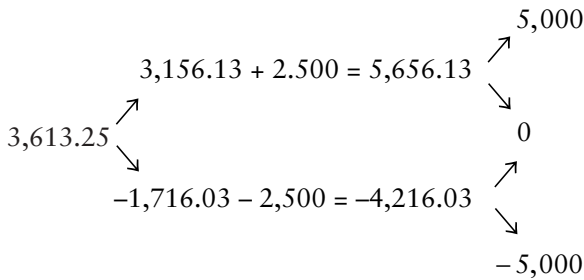 5,000
3,156.13 + 2.500 = 5,656.13
3,613.25
0
–1,716.03 – 2,500 = –4,216.03
– 5,000